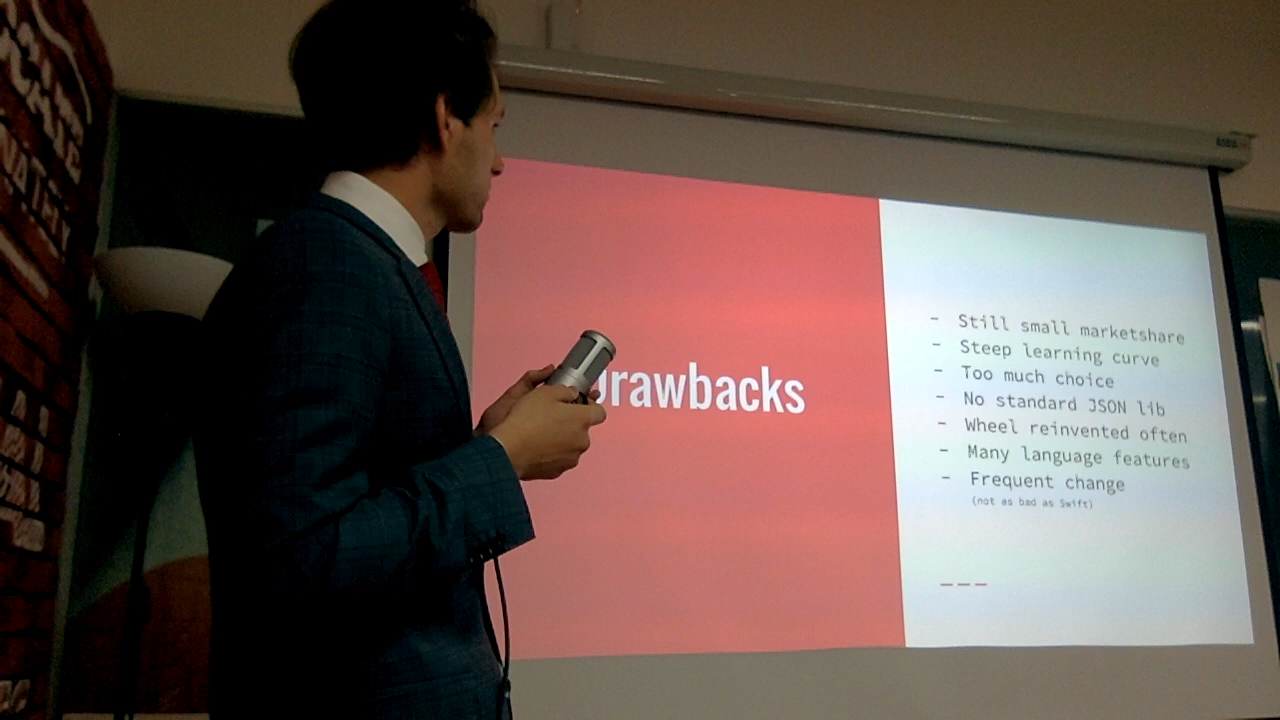 Drawbacks
- Still small marketshare
- Steep learning curve
- Too much choice
- No standard JSON lib
- Wheel reinvented often
- Many language features
- Frequent change
(not as bad as Swift)